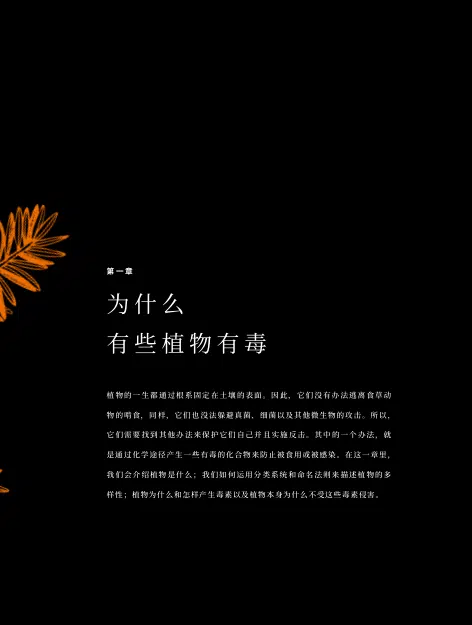 第一章
为什么
有些植物有毒
植物的一生都通过根系固定在土壤的表面。因此，它们没有办法逃离食草动
物的啃食，同样，它们也没法躲避真菌，细菌以及其他微生物的攻击。所以，
它们需要找到其他办法来保护它们自己并且实施反击。其中的一个办法，就
是通过化学途径产生一些有毒的化合物来防止被食用或被感染。在这一章里，
我们会介绍植物是什么；我们如何运用分类系统和命名法则来描述植物的多
样性；植物为什么和怎样产生毒素以及植物本身为什么不受这些毒素侵害。